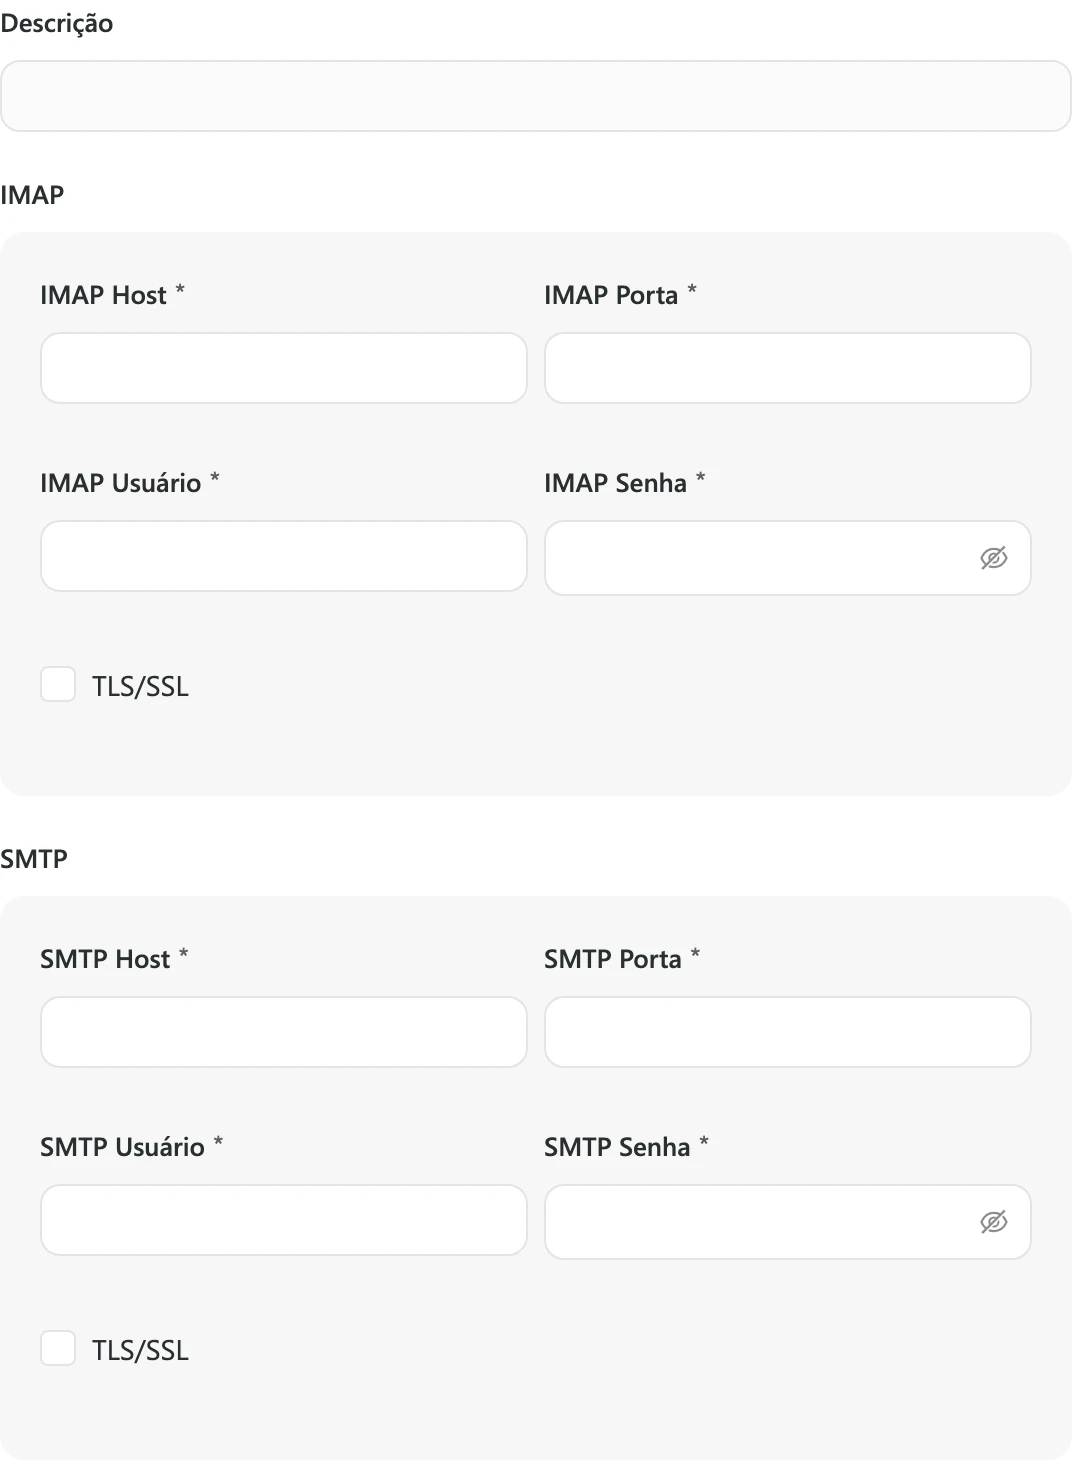 Descrição
IMAP
IMAP Host *
IMAP Porta *
IMAP Usuário *
IMAP Senha *
TLS/SSL
SMTP
SMTP Host *
SMTP Porta *
SMTP Usuário *
SMTP Senha *
TLS/SSL